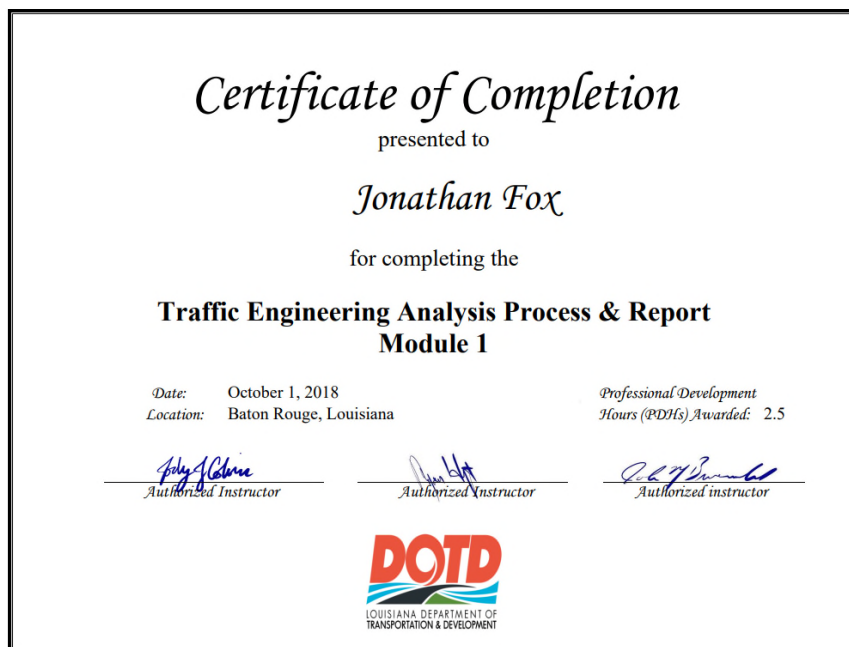 Certificate of Completion
presented to
Jonathan Fox
for completing the
Traffic Engineering Analysis Process & Report
Module 1
Date: October 1, 2018
Location: Baton Rouge, Louisiana
Professional Development
Hours (PDHs) Awarded: 2.5
Authorized Instructor
Authorized Instructor
Authorized instructor
DOTD
LOUISIANA DEPARTMENT OF
TRANSPORTATION & DEVELOPMENT